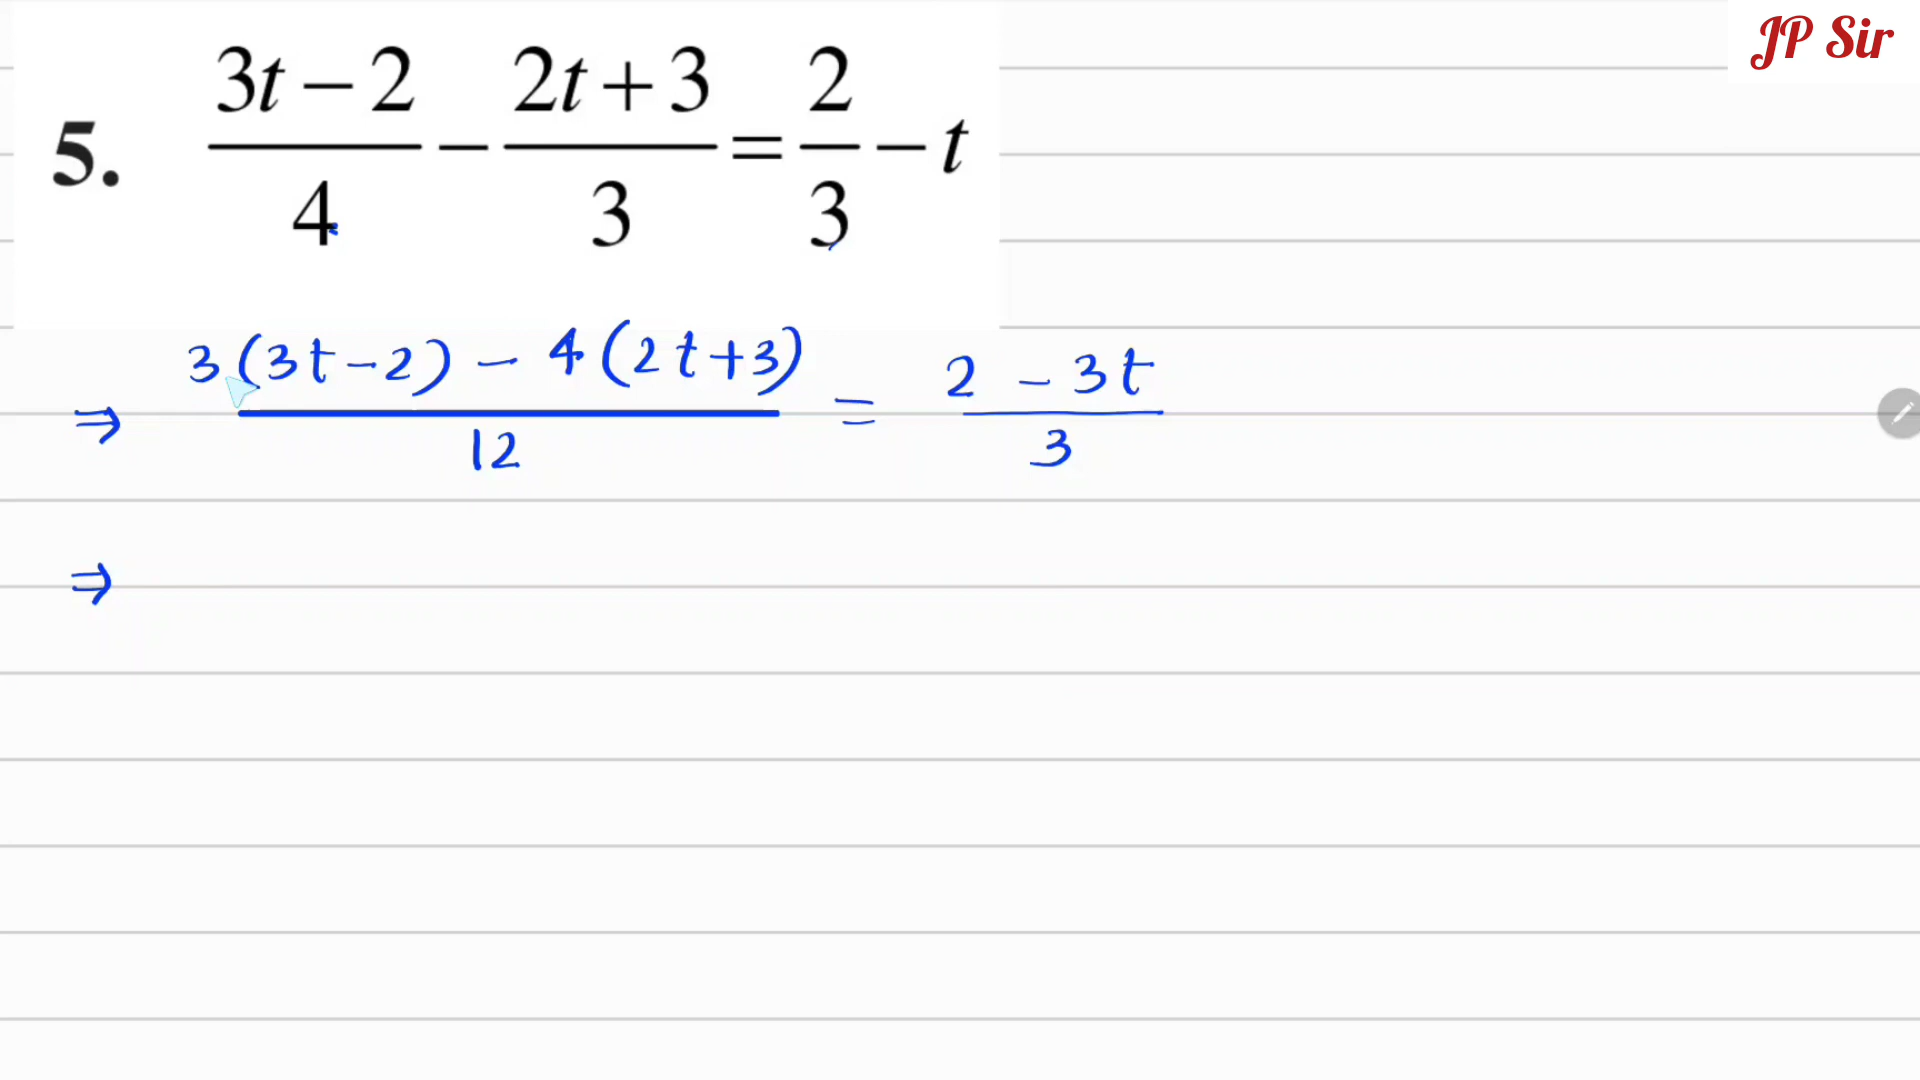 JP Sir
5. (3t − 2)/4 − (2t + 3)/3 = 2/3 − t
⇒ (3(3t − 2) − 4(2t + 3))/12 = (2 − 3t)/3
⇒